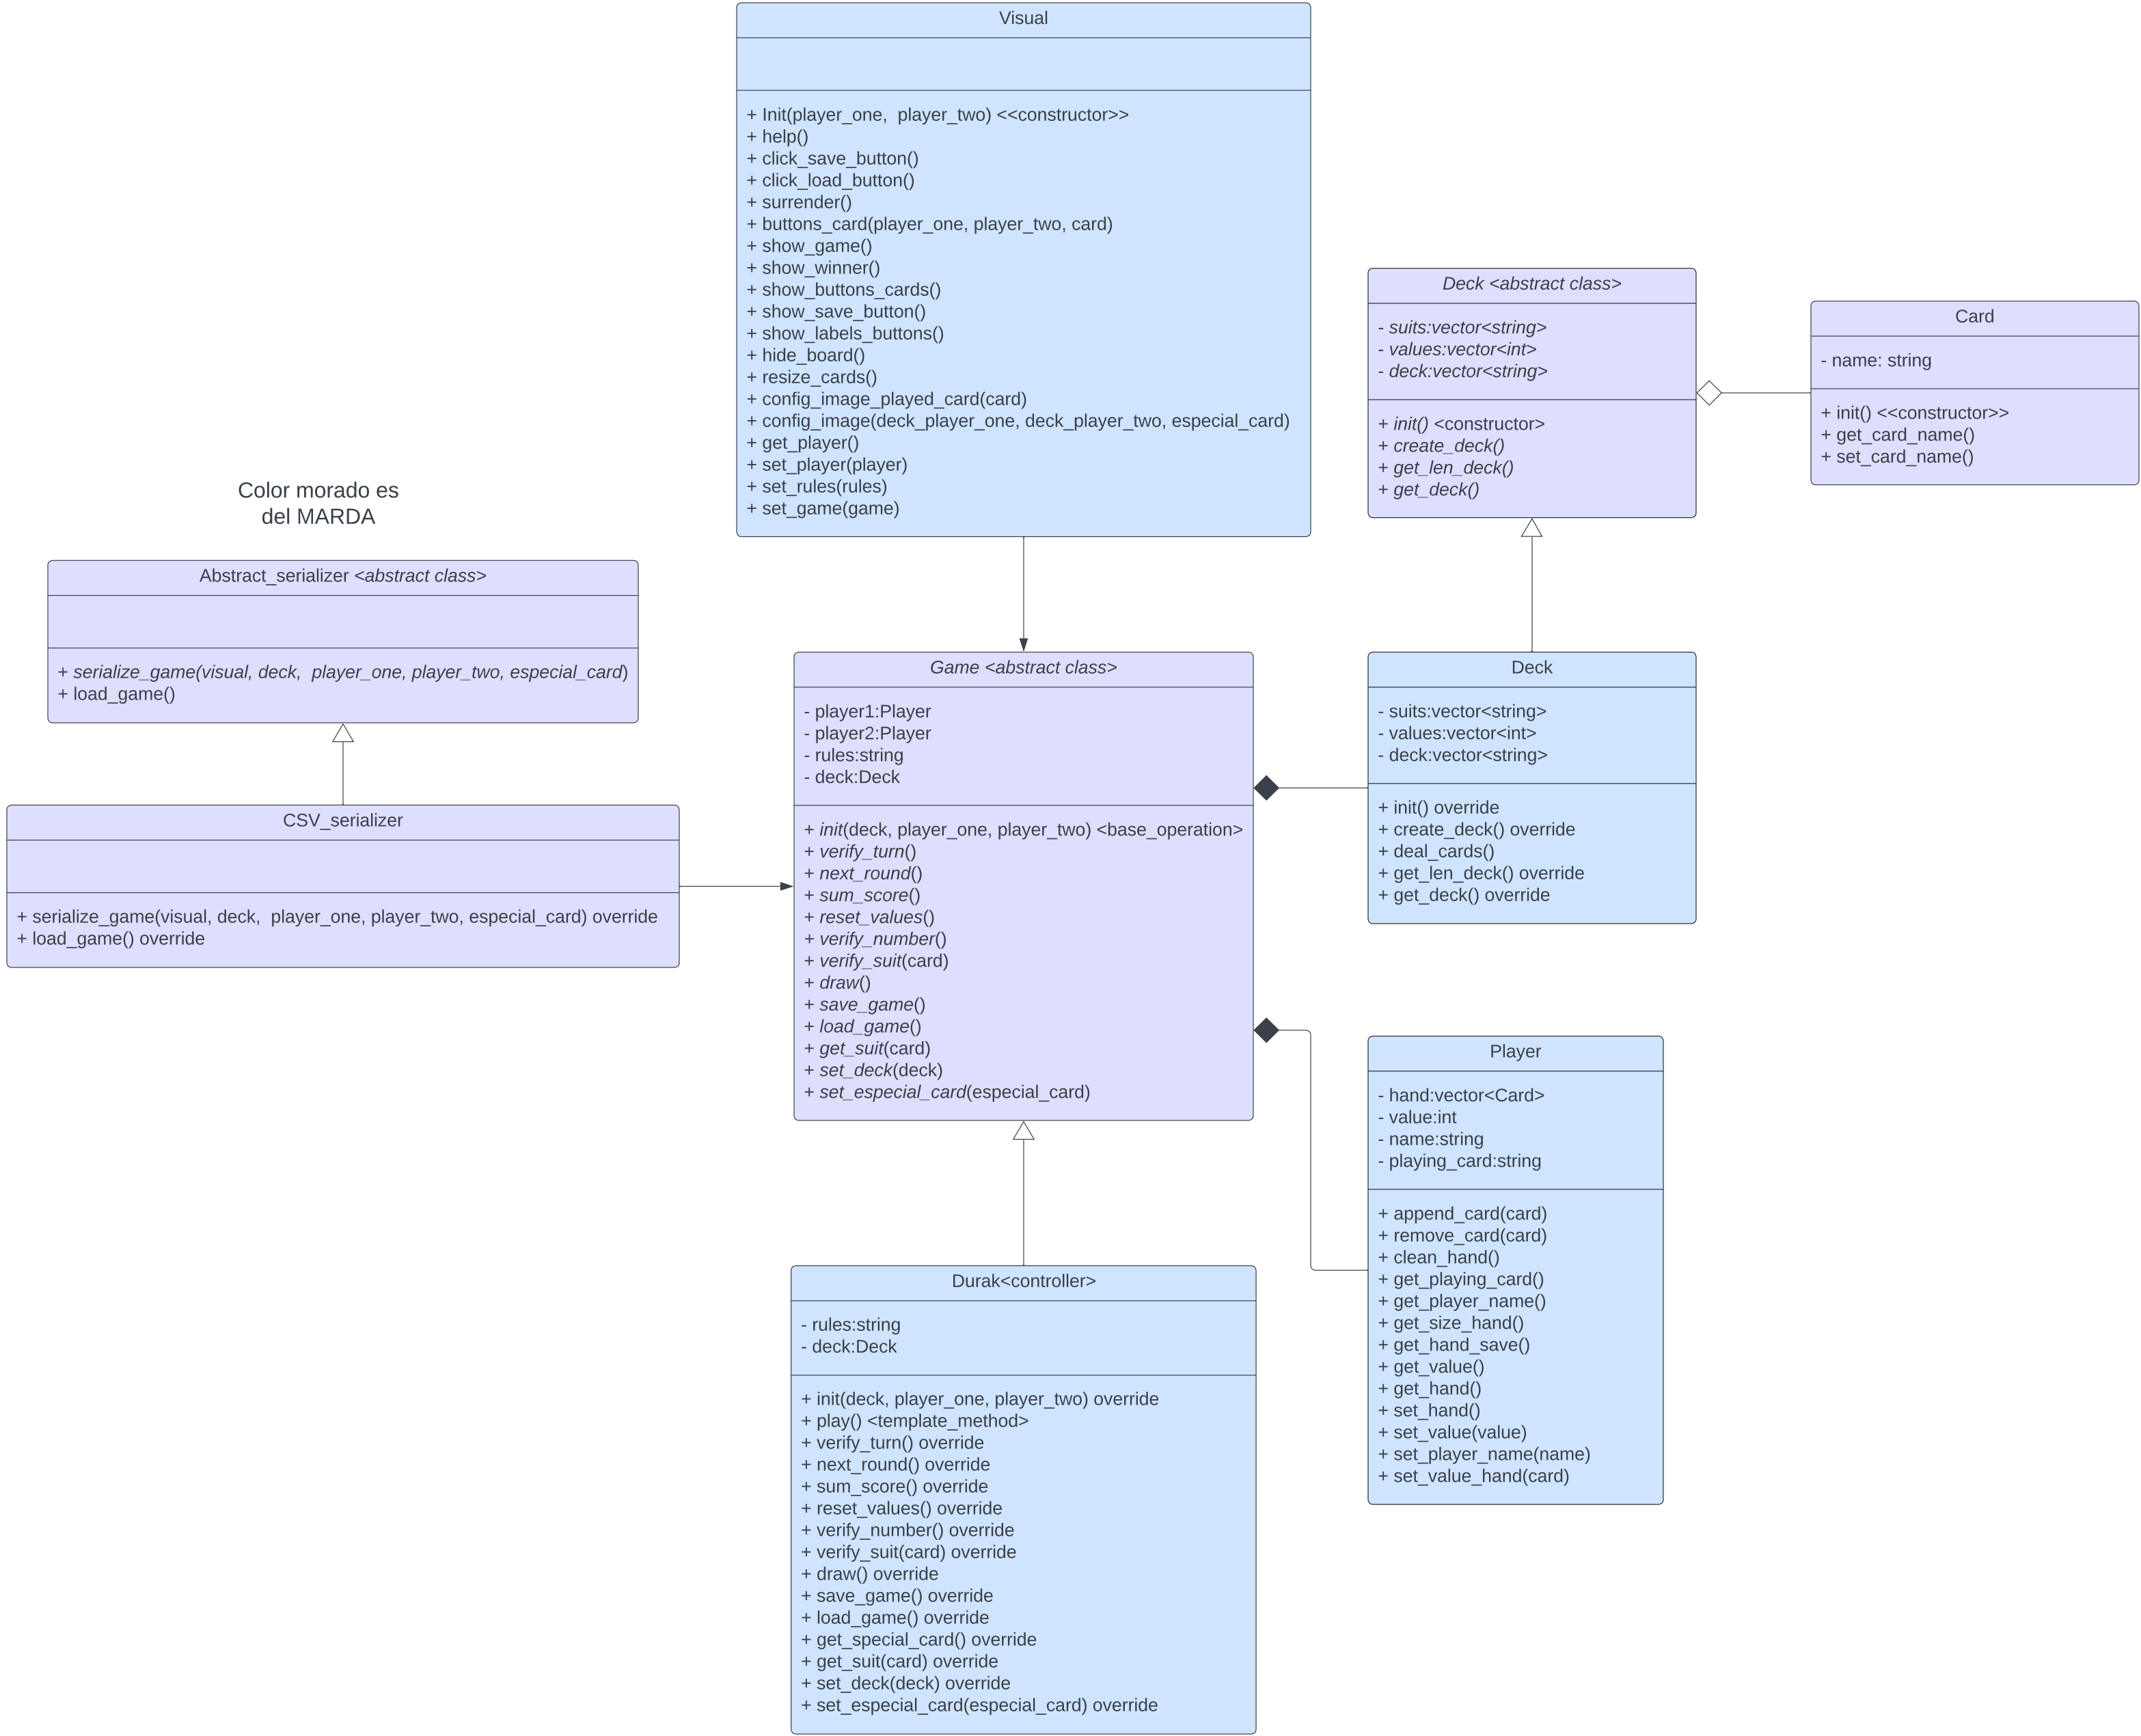 Visual
+ Init(player_one,  player_two) <<constructor>>
+ help()
+ click_save_button()
+ click_load_button()
+ surrender()
+ buttons_card(player_one, player_two, card)
+ show_game()
+ show_winner()
+ show_buttons_cards()
+ show_save_button()
+ show_labels_buttons()
+ hide_board()
+ resize_cards()
+ config_image_played_card(card)
+ config_image(deck_player_one, deck_player_two, especial_card)
+ get_player()
+ set_player(player)
+ set_rules(rules)
+ set_game(game)
Deck <abstract class>
- suits:vector<string>
- values:vector<int>
- deck:vector<string>
+ init() <constructor>
+ create_deck()
+ get_len_deck()
+ get_deck()
Card
- name: string
+ init() <<constructor>>
+ get_card_name()
+ set_card_name()
Color morado es
del MARDA
Abstract_serializer <abstract class>
+ serialize_game(visual, deck,  player_one, player_two, especial_card)
+ load_game()
CSV_serializer
+ serialize_game(visual, deck,  player_one, player_two, especial_card) override
+ load_game() override
Game <abstract class>
- player1:Player
- player2:Player
- rules:string
- deck:Deck
+ init(deck, player_one, player_two) <base_operation>
+ verify_turn()
+ next_round()
+ sum_score()
+ reset_values()
+ verify_number()
+ verify_suit(card)
+ draw()
+ save_game()
+ load_game()
+ get_suit(card)
+ set_deck(deck)
+ set_especial_card(especial_card)
Deck
- suits:vector<string>
- values:vector<int>
- deck:vector<string>
+ init() override
+ create_deck() override
+ deal_cards()
+ get_len_deck() override
+ get_deck() override
Player
- hand:vector<Card>
- value:int
- name:string
- playing_card:string
+ append_card(card)
+ remove_card(card)
+ clean_hand()
+ get_playing_card()
+ get_player_name()
+ get_size_hand()
+ get_hand_save()
+ get_value()
+ get_hand()
+ set_hand()
+ set_value(value)
+ set_player_name(name)
+ set_value_hand(card)
Durak<controller>
- rules:string
- deck:Deck
+ init(deck, player_one, player_two) override
+ play() <template_method>
+ verify_turn() override
+ next_round() override
+ sum_score() override
+ reset_values() override
+ verify_number() override
+ verify_suit(card) override
+ draw() override
+ save_game() override
+ load_game() override
+ get_special_card() override
+ get_suit(card) override
+ set_deck(deck) override
+ set_especial_card(especial_card) override